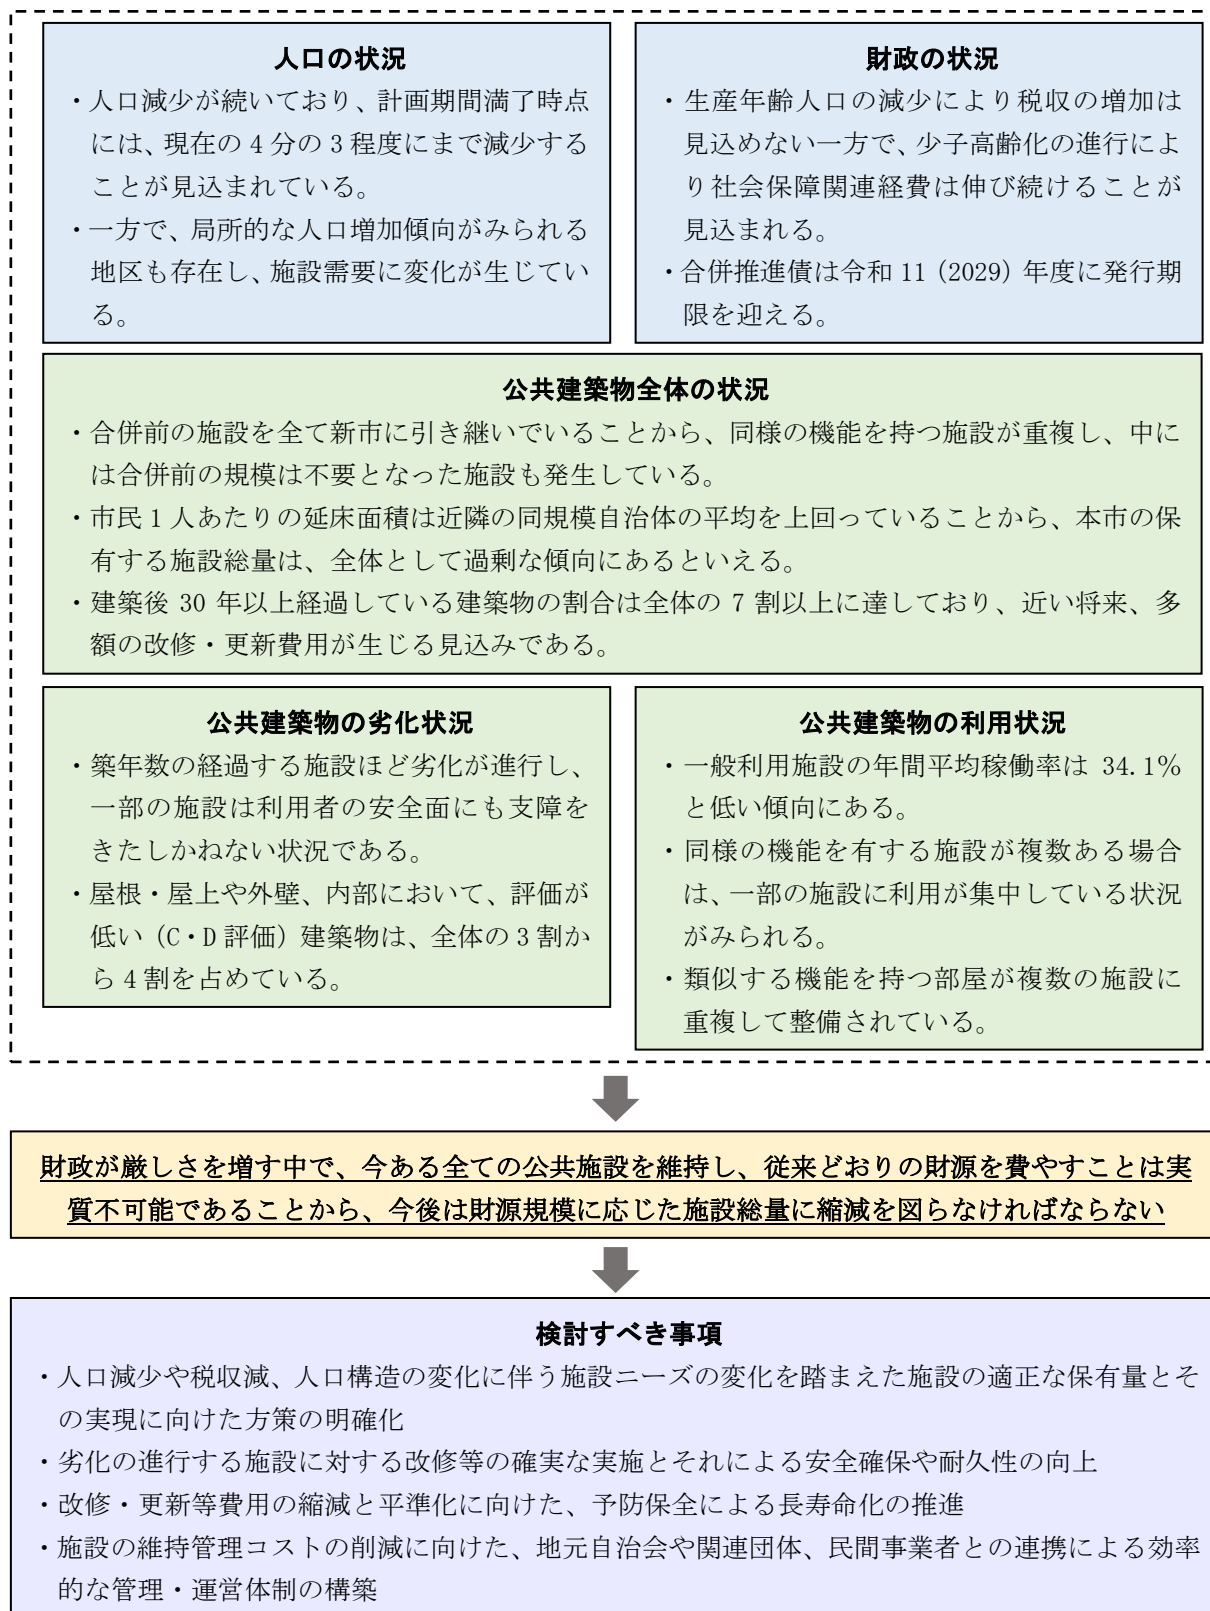 人口の状況
・人口減少が続いており、計画期間満了時点
には、現在の 4 分の 3 程度にまで減少する
ことが見込まれている。
・一方で、局所的な人口増加傾向がみられる
地区も存在し、施設需要に変化が生じてい
る。
財政の状況
・生産年齢人口の減少により税収の増加は
見込めない一方で、少子高齢化の進行によ
り社会保障関連経費は伸び続けることが
見込まれる。
・合併推進債は令和 11（2029）年度に発行期
限を迎える。
公共建築物全体の状況
・合併前の施設を全て新市に引き継いでいることから、同様の機能を持つ施設が重複し、中に
は合併前の規模は不要となった施設も発生している。
・市民 1 人あたりの延床面積は近隣の同規模自治体の平均を上回っていることから、本市の保
有する施設総量は、全体として過剰な傾向にあるといえる。
・建築後 30 年以上経過している建築物の割合は全体の 7 割以上に達しており、近い将来、多
額の改修・更新費用が生じる見込みである。
公共建築物の劣化状況
・築年数の経過する施設ほど劣化が進行し、
一部の施設は利用者の安全面にも支障を
きたしかねない状況である。
・屋根・屋上や外壁、内部において、評価が
低い（C・D 評価）建築物は、全体の 3 割か
ら 4 割を占めている。
公共建築物の利用状況
・一般利用施設の年間平均稼働率は 34.1％
と低い傾向にある。
・同様の機能を有する施設が複数ある場合
は、一部の施設に利用が集中している状況
がみられる。
・類似する機能を持つ部屋が複数の施設に
重複して整備されている。
財政が厳しさを増す中で、今ある全ての公共施設を維持し、従来どおりの財源を費やすことは実
質不可能であることから、今後は財源規模に応じた施設総量に縮減を図らなければならない
検討すべき事項
・人口減少や税収減、人口構造の変化に伴う施設ニーズの変化を踏まえた施設の適正な保有量とそ
の実現に向けた方策の明確化
・劣化の進行する施設に対する改修等の確実な実施とそれによる安全確保や耐久性の向上
・改修・更新等費用の縮減と平準化に向けた、予防保全による長寿命化の推進
・施設の維持管理コストの削減に向けた、地元自治会や関連団体、民間事業者との連携による効率
的な管理・運営体制の構築